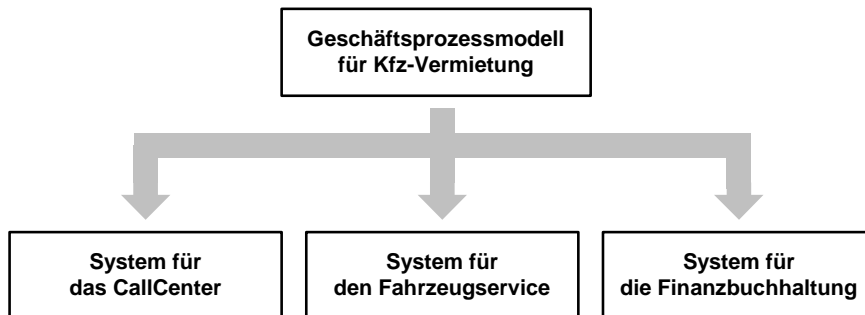 Geschäftsprozessmodell
für Kfz-Vermietung
System für
das CallCenter
System für
den Fahrzeugservice
System für
die Finanzbuchhaltung